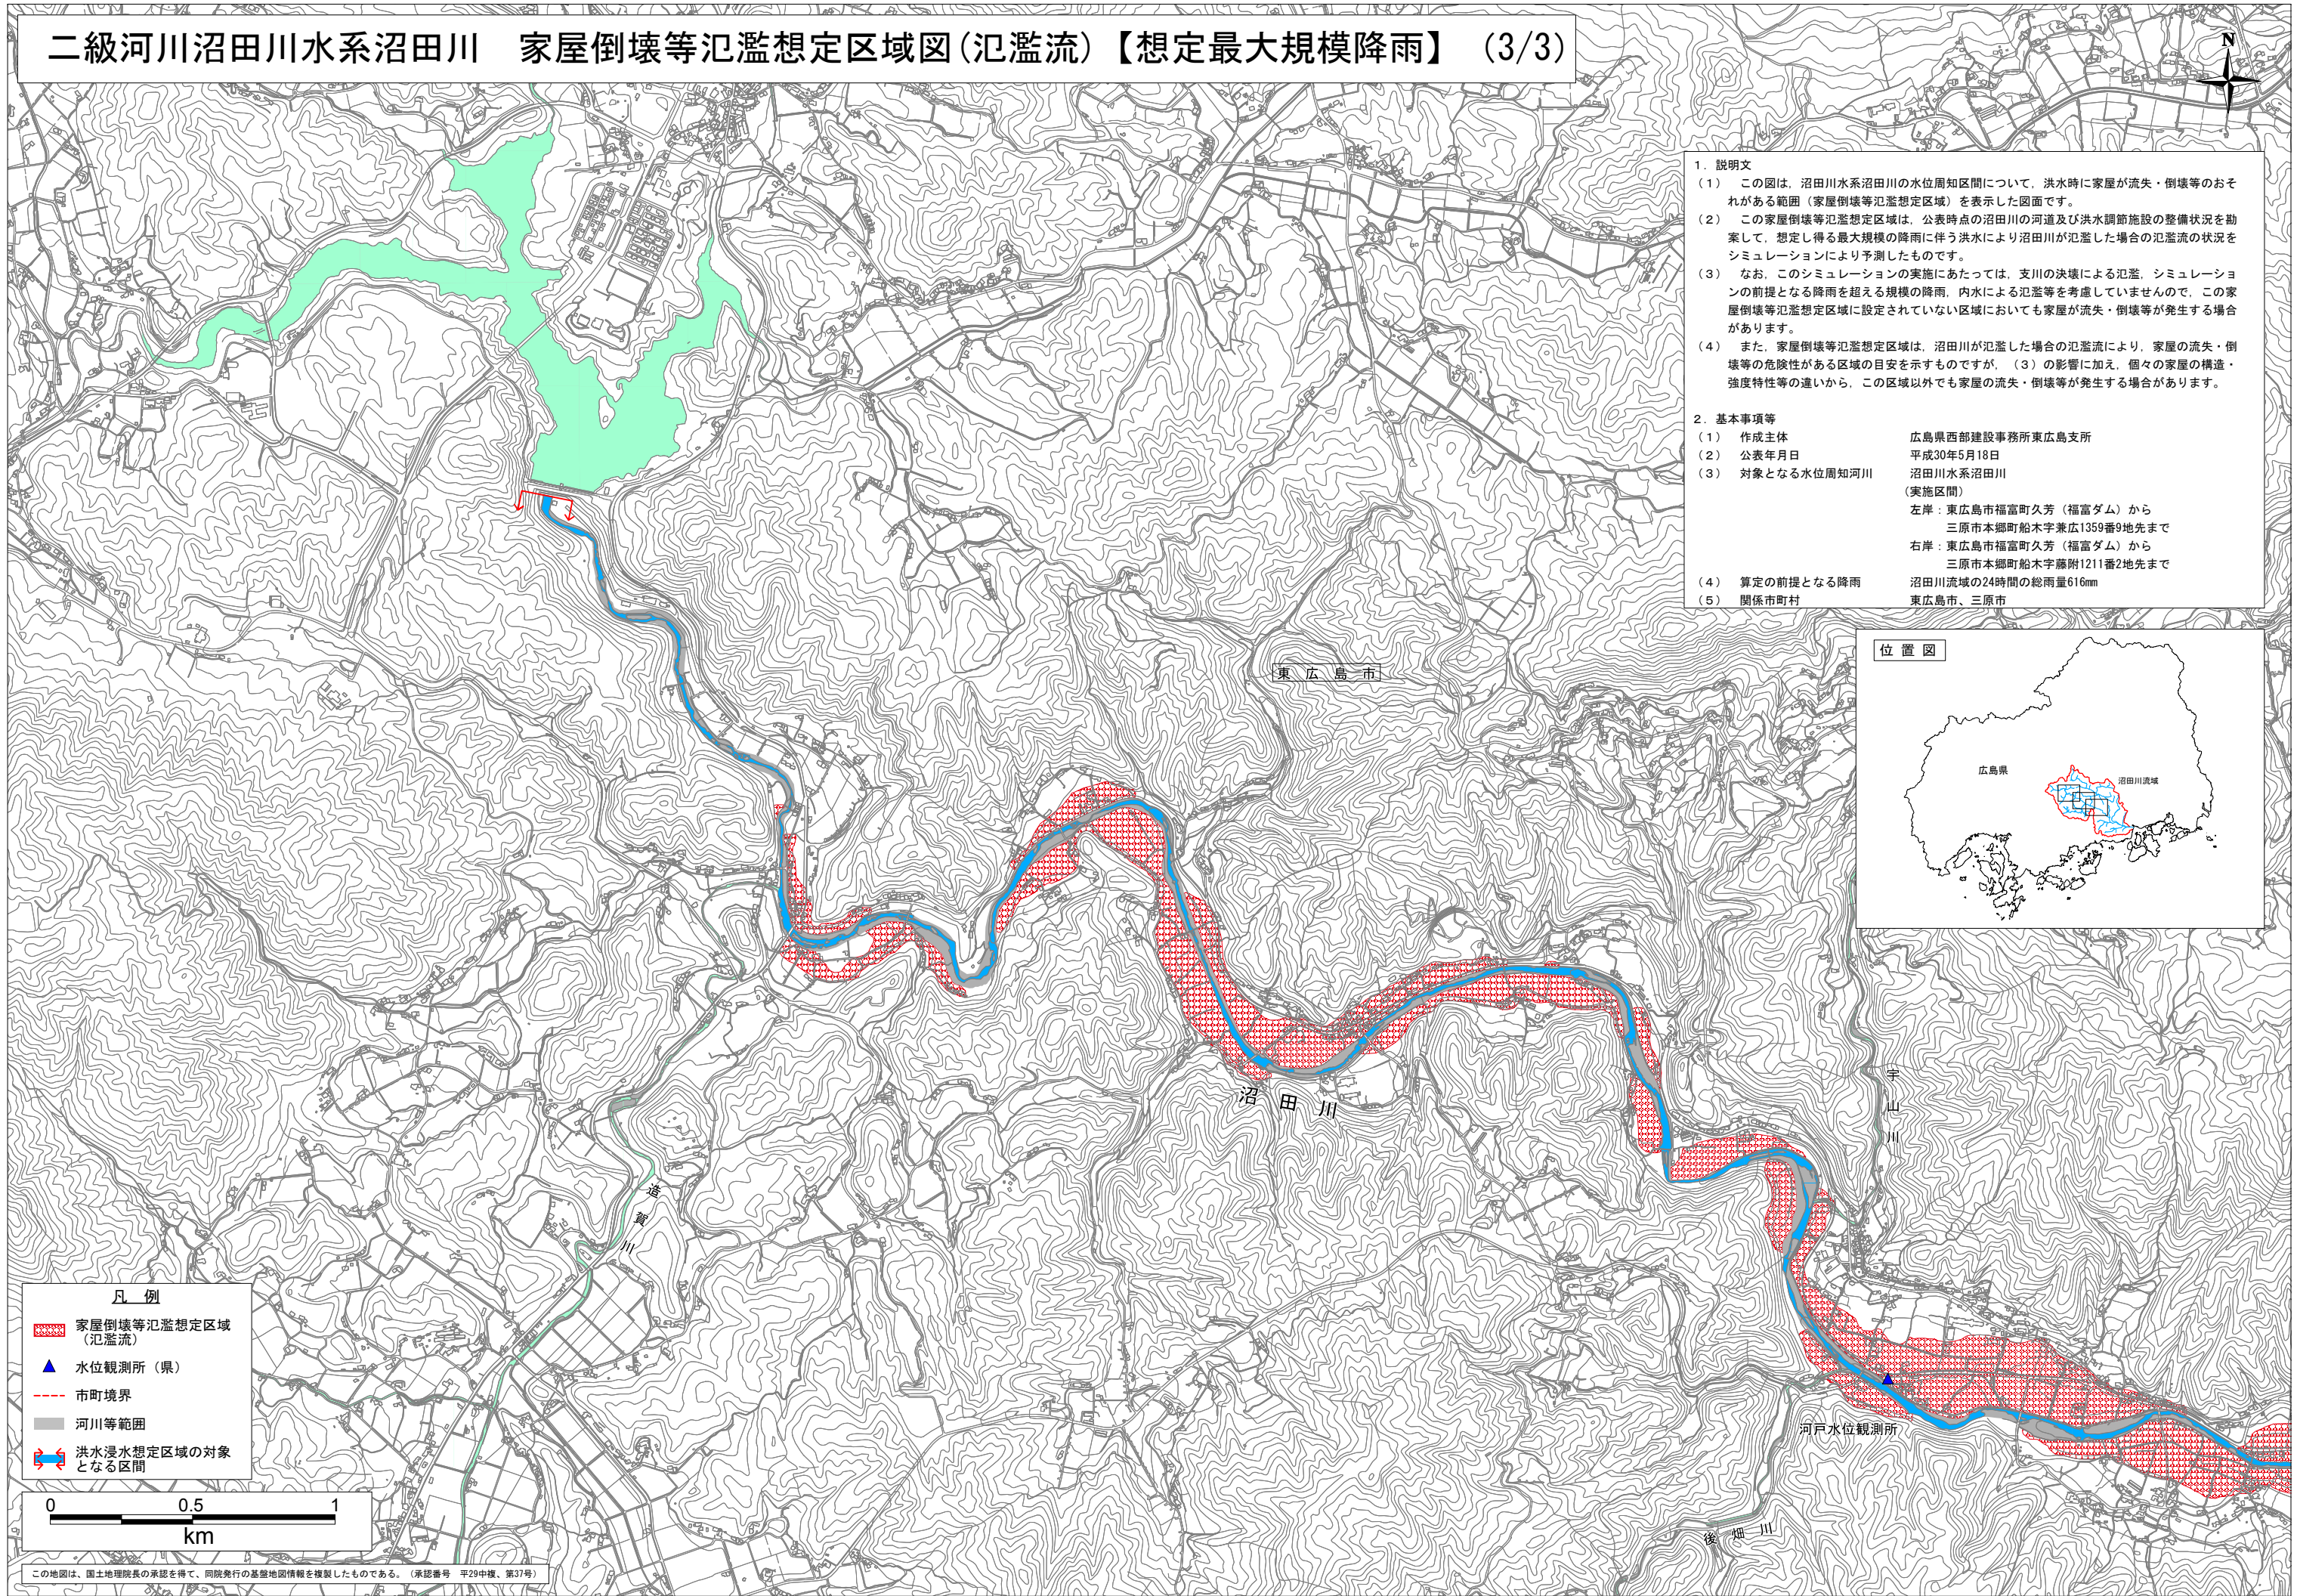 二級河川沼田川水系沼田川　家屋倒壊等氾濫想定区域図(氾濫流)【想定最大規模降雨】　(3/3)
N
1．説明文
（1）　この図は，沼田川水系沼田川の水位周知区間について，洪水時に家屋が流失・倒壊等のおそ
れがある範囲（家屋倒壊等氾濫想定区域）を表示した図面です。
（2）　この家屋倒壊等氾濫想定区域は，公表時点の沼田川の河道及び洪水調節施設の整備状況を勘
案して，想定し得る最大規模の降雨に伴う洪水により沼田川が氾濫した場合の氾濫流の状況を
シミュレーションにより予測したものです。
（3）　なお，このシミュレーションの実施にあたっては，支川の決壊による氾濫，シミュレーショ
ンの前提となる降雨を超える規模の降雨，内水による氾濫等を考慮していませんので，この家
屋倒壊等氾濫想定区域に設定されていない区域においても家屋が流失・倒壊等が発生する場合
があります。
（4）　また，家屋倒壊等氾濫想定区域は，沼田川が氾濫した場合の氾濫流により，家屋の流失・倒
壊等の危険性がある区域の目安を示すものですが，（3）の影響に加え，個々の家屋の構造・
強度特性等の違いから，この区域以外でも家屋の流失・倒壊等が発生する場合があります。
2．基本事項等
（1）　作成主体　広島県西部建設事務所東広島支所
（2）　公表年月日　平成30年5月18日
（3）　対象となる水位周知河川　沼田川水系沼田川
（実施区間）
左岸：東広島市福富町久芳（福富ダム）から
三原市本郷町船木字兼広1359番9地先まで
右岸：東広島市福富町久芳（福富ダム）から
三原市本郷町船木字藤附1211番2地先まで
（4）　算定の前提となる降雨　沼田川流域の24時間の総雨量616mm
（5）　関係市町村　東広島市、三原市
位置図
広島県
沼田川流域
東広島市
沼田川
宇山川
造賀川
河戸水位観測所
後畑川
凡　例
家屋倒壊等氾濫想定区域
（氾濫流）
水位観測所（県）
市町境界
河川等範囲
洪水浸水想定区域の対象
となる区間
0　0.5　1
km
この地図は、国土地理院長の承認を得て、同院発行の基盤地図情報を複製したものである。（承認番号　平29中複、第37号）